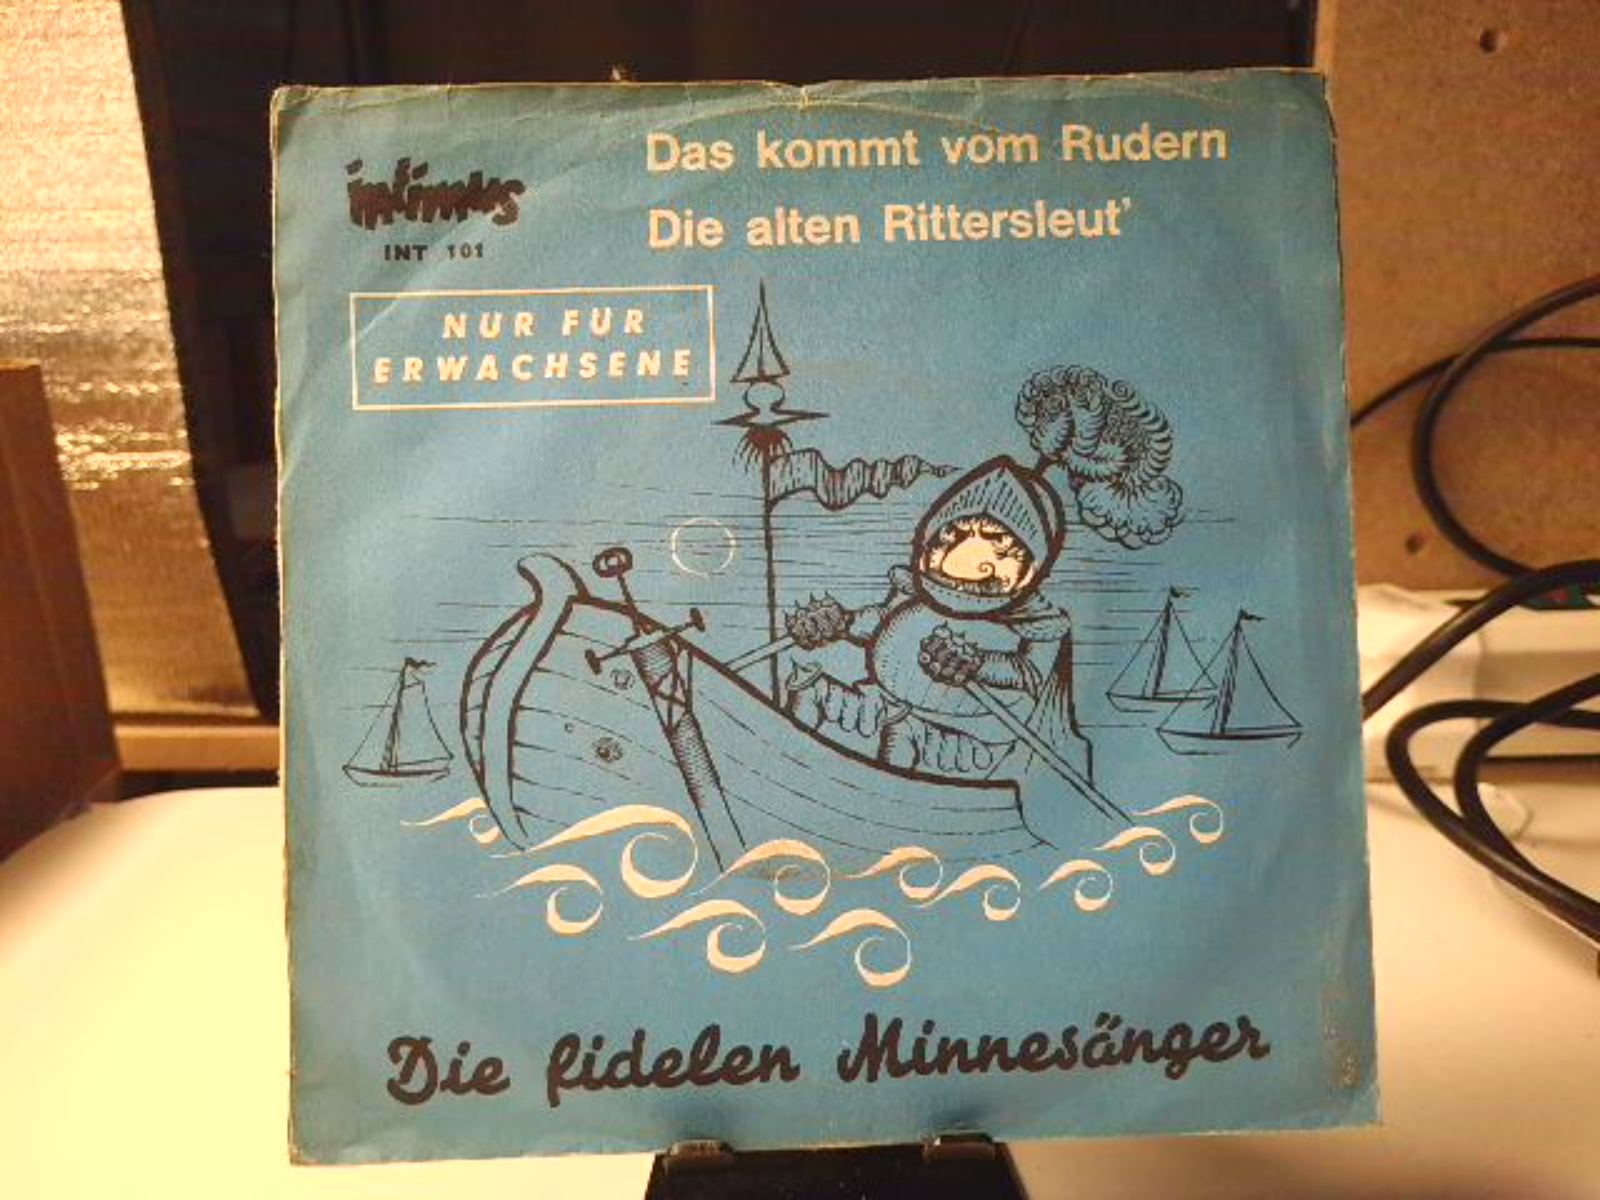 intimus
INT 101
Das kommt vom Rudern
Die alten Rittersleut’
NUR FÜR
ERWACHSENE
Die fidelen Minnesänger